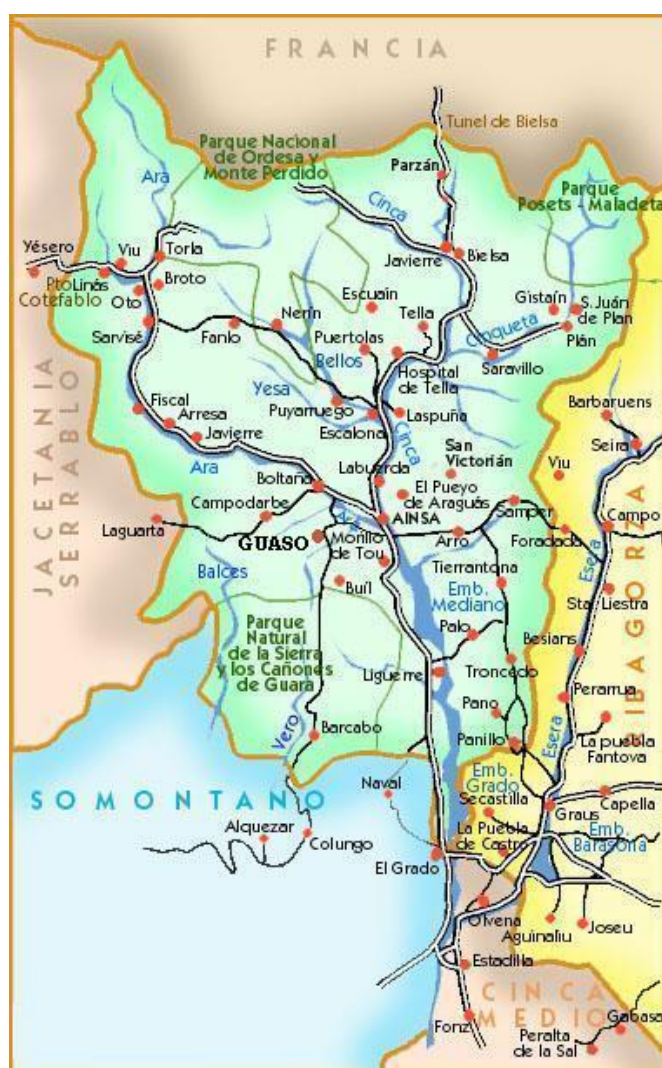 FRANCIA
Tunel de Bielsa
Parque Nacional
de Ordesa y
Monte Perdido
Parzán
Ara
Cinca
Parque
Posets - Maladeta
Yésero
Viu
Torla
Javierre
Bielsa
Pto
Cotefablo
Linás
Oto
Broto
Escuaín
Gistaín
S. Juán
de Plan
Sarvisé
Fanlo
Nerín
Tella
Puertolas
Cinqueta
Plán
Bellos
Hospital
de Tella
Saravillo
JACETANIA
SERRABLO
Yesa
Fiscal
Arresa
Javierre
Puyarruego
Laspuña
Escalona
Cinca
Barbaruens
Seira
Ara
Boltaña
Labuerda
San
Victorián
Viu
Campodarbe
El Pueyo
de Araguás
Samper
Campo
Laguarta
Ara
AINSA
GUASO
Morillo
de Tou
Arro
Foradada
Esera
Balces
Buíl
Tierrantona
Emb.
Mediano
Sta. Liestra
Parque
Natural
de la Sierra
y los Cañones
de Guara
Palo
Besians
RIBAGORZA
Liguerre
Troncedo
Perarrua
Vero
Barcabo
Pano
Panillo
Esera
La puebla
Fantova
SOMONTANO
Naval
Emb.
Grado
Secastilla
Graus
Capella
Alquezar
Colungo
La Puebla
de Castro
Emb.
Barasona
El Grado
Olvena
Aguinaliu
Joseu
Estadilla
CINCA
MEDIO
Fonz
Gabasa
Peralta
de la Sal